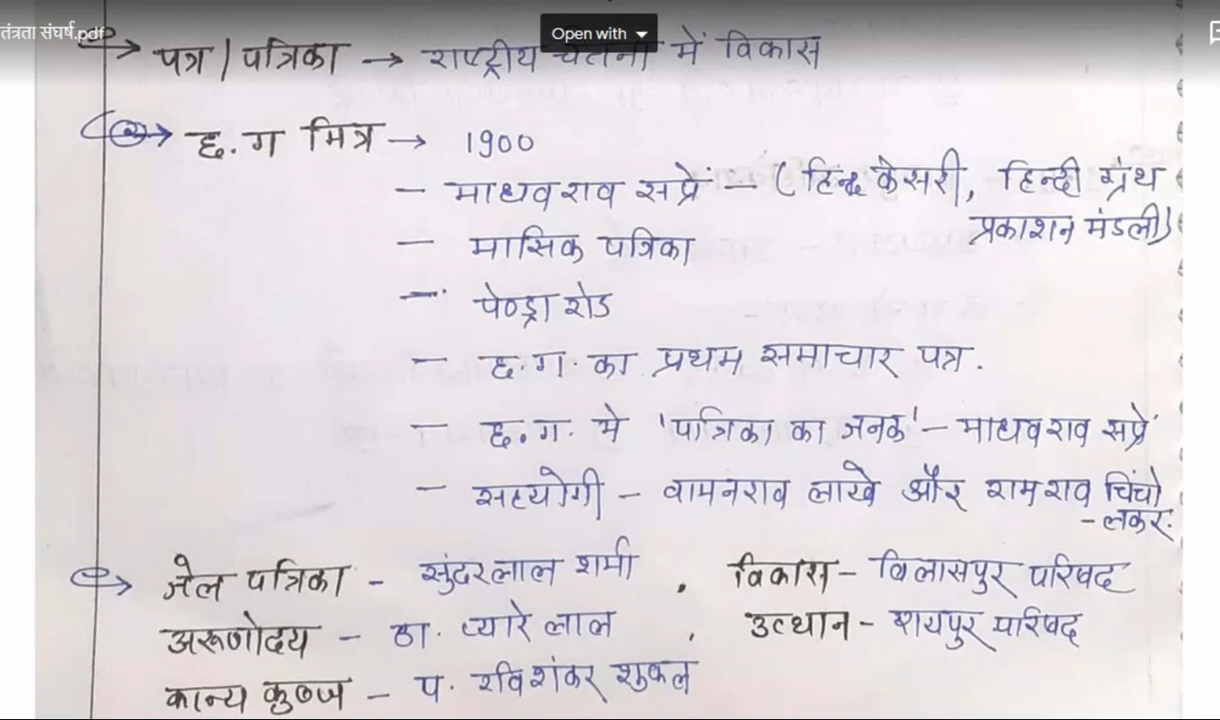 तंत्रता संघर्ष.pdf
Open with
पत्र / पत्रिका → राष्ट्रीय चेतना में विकास
छ.ग मित्र → 1900
– माधवराव सप्रे – (हिन्द केसरी, हिन्दी ग्रंथ
प्रकाशन मंडली)
– मासिक पत्रिका
– पेण्ड्रा रोड
– छ.ग. का प्रथम समाचार पत्र.
– छ.ग. में 'पत्रिका का जनक' – माधवराव सप्रे
– सहयोगी – वामनराव लाखे और रामराव चिंचो
-लकर.
→ जेल पत्रिका – सुंदरलाल शर्मा , विकास – बिलासपुर परिषद
अरूणोदय – ठा. प्यारे लाल , उत्थान – रायपुर परिषद
कान्य कुब्ज – प. रविशंकर शुक्ल